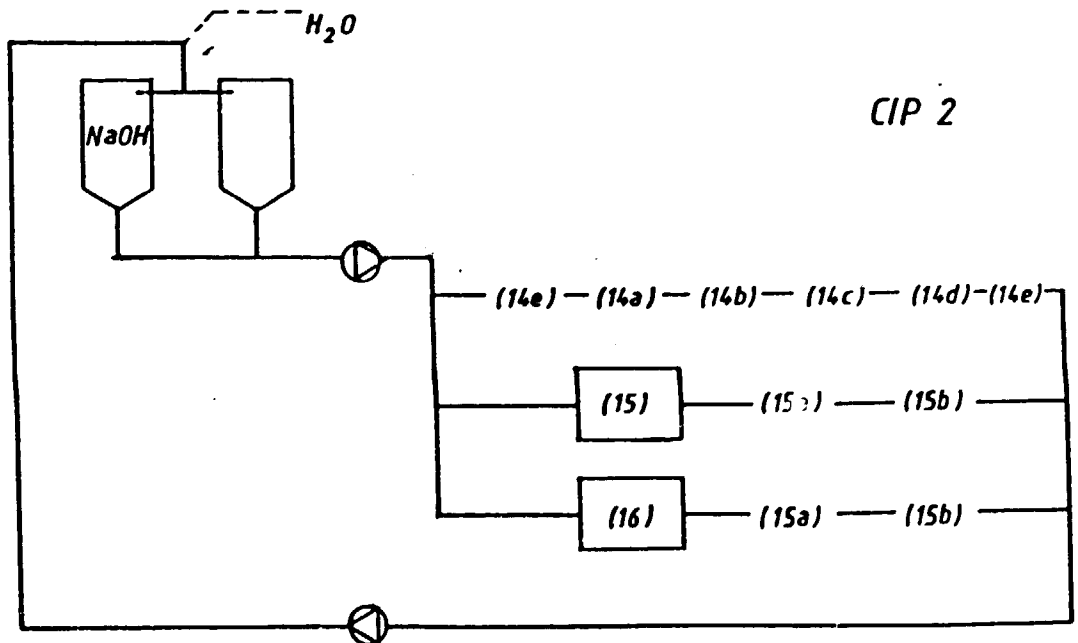 H₂O
CIP 2
NaOH
(14e) (14a) (14b) (14c) (14d) (14e)
(15) (15b)
(16) (15a) (15b)